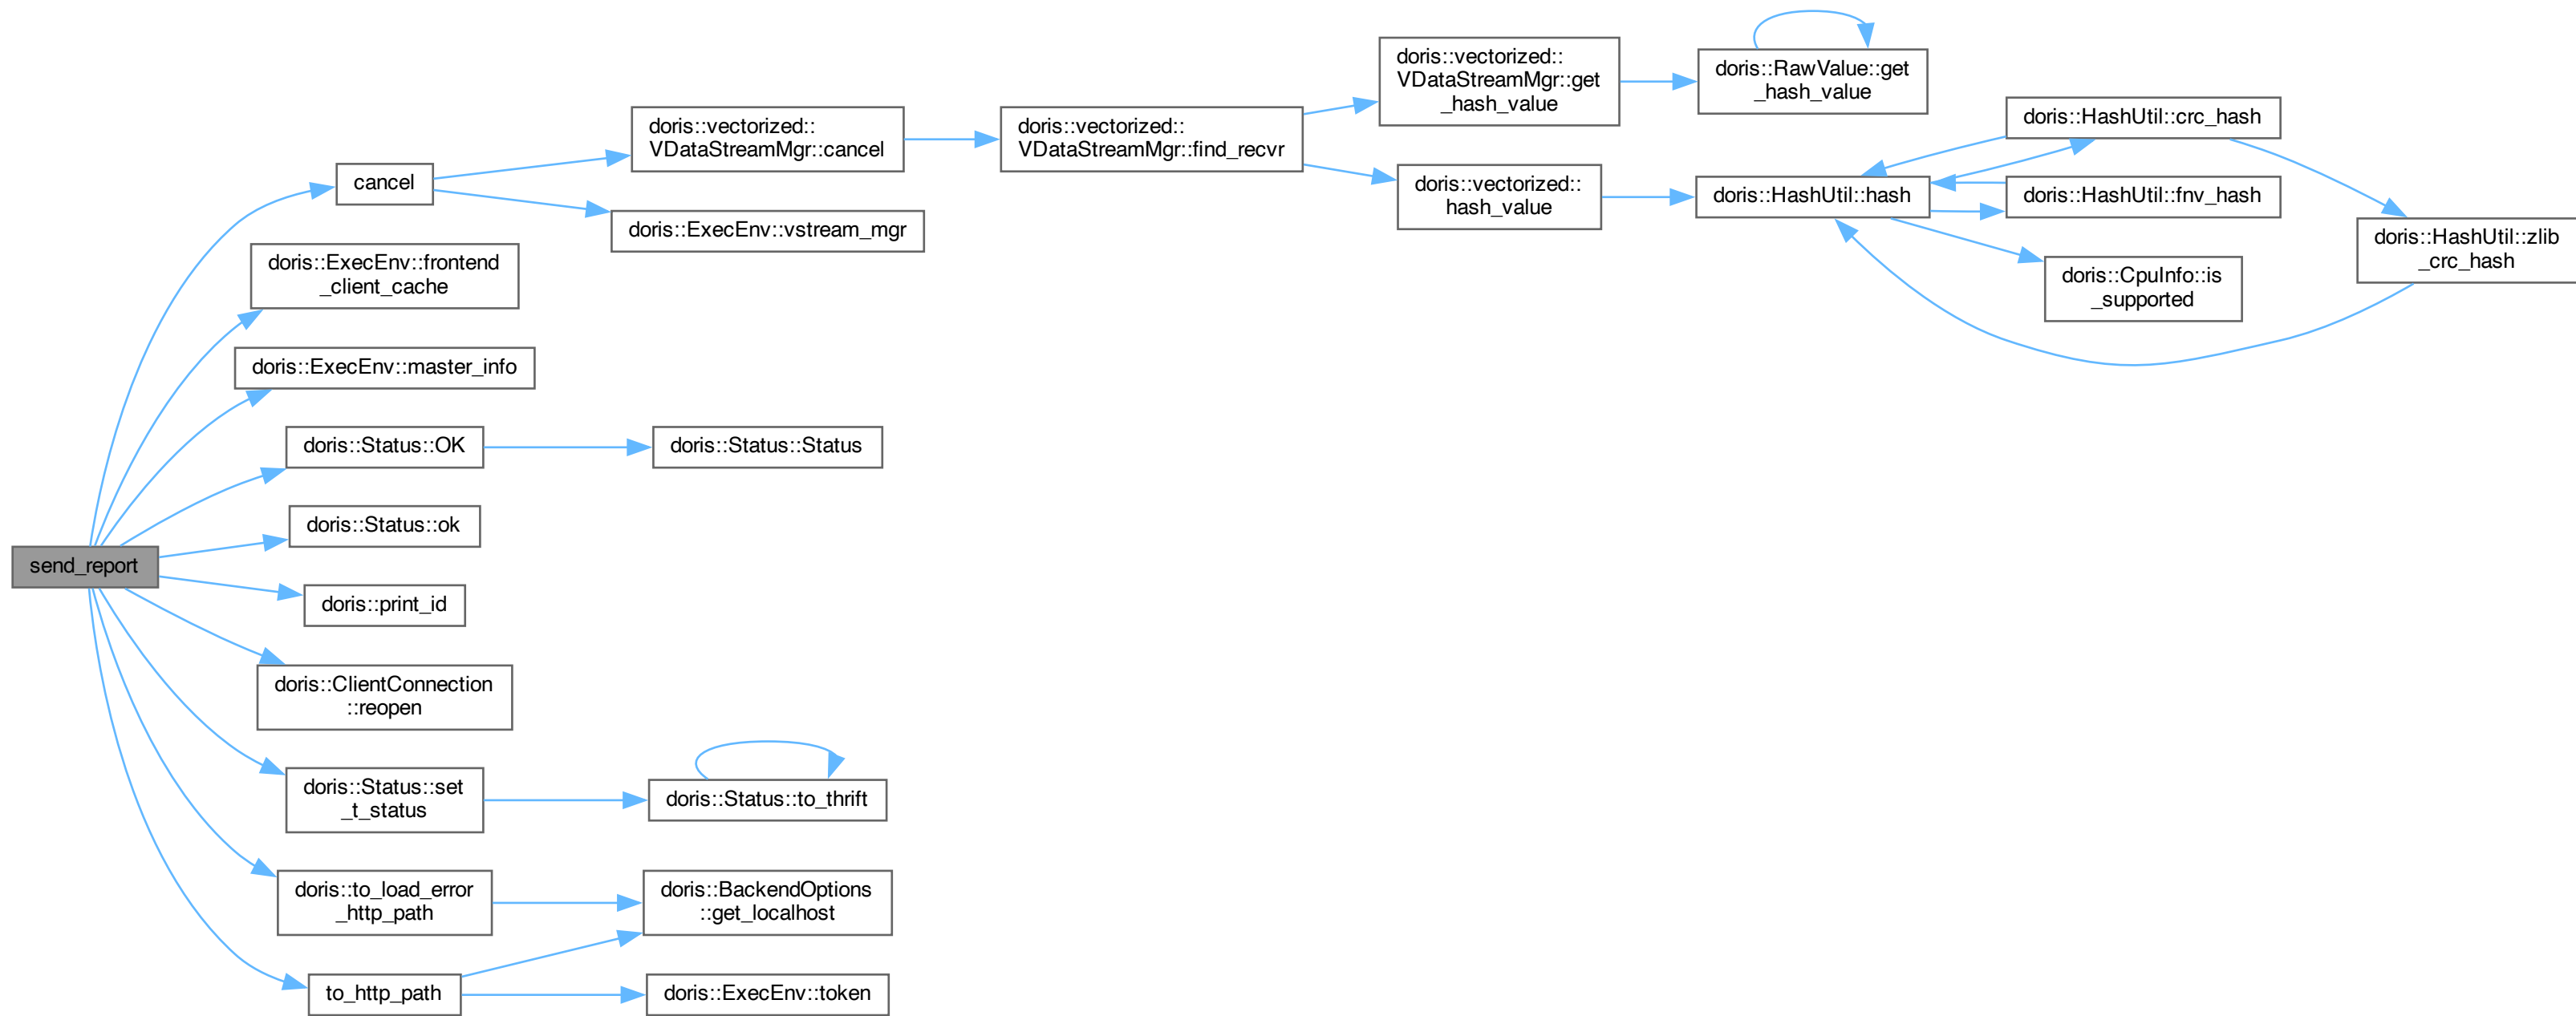 send_report
cancel
doris::ExecEnv::frontend
_client_cache
doris::ExecEnv::master_info
doris::Status::OK
doris::Status::ok
doris::print_id
doris::ClientConnection
::reopen
doris::Status::set
_t_status
doris::to_load_error
_http_path
to_http_path
doris::vectorized::
VDataStreamMgr::cancel
doris::ExecEnv::vstream_mgr
doris::Status::Status
doris::Status::to_thrift
doris::BackendOptions
::get_localhost
doris::ExecEnv::token
doris::vectorized::
VDataStreamMgr::find_recvr
doris::vectorized::
VDataStreamMgr::get
_hash_value
doris::vectorized::
hash_value
doris::RawValue::get
_hash_value
doris::HashUtil::hash
doris::HashUtil::crc_hash
doris::HashUtil::fnv_hash
doris::CpuInfo::is
_supported
doris::HashUtil::zlib
_crc_hash